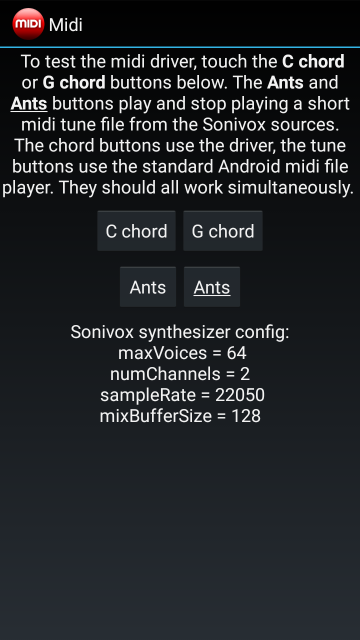 MIDI Midi
To test the midi driver, touch the C chord
or G chord buttons below. The Ants and
Ants buttons play and stop playing a short
midi tune file from the Sonivox sources.
The chord buttons use the driver, the tune
buttons use the standard Android midi file
player. They should all work simultaneously.
C chord G chord
Ants Ants
Sonivox synthesizer config:
maxVoices = 64
numChannels = 2
sampleRate = 22050
mixBufferSize = 128